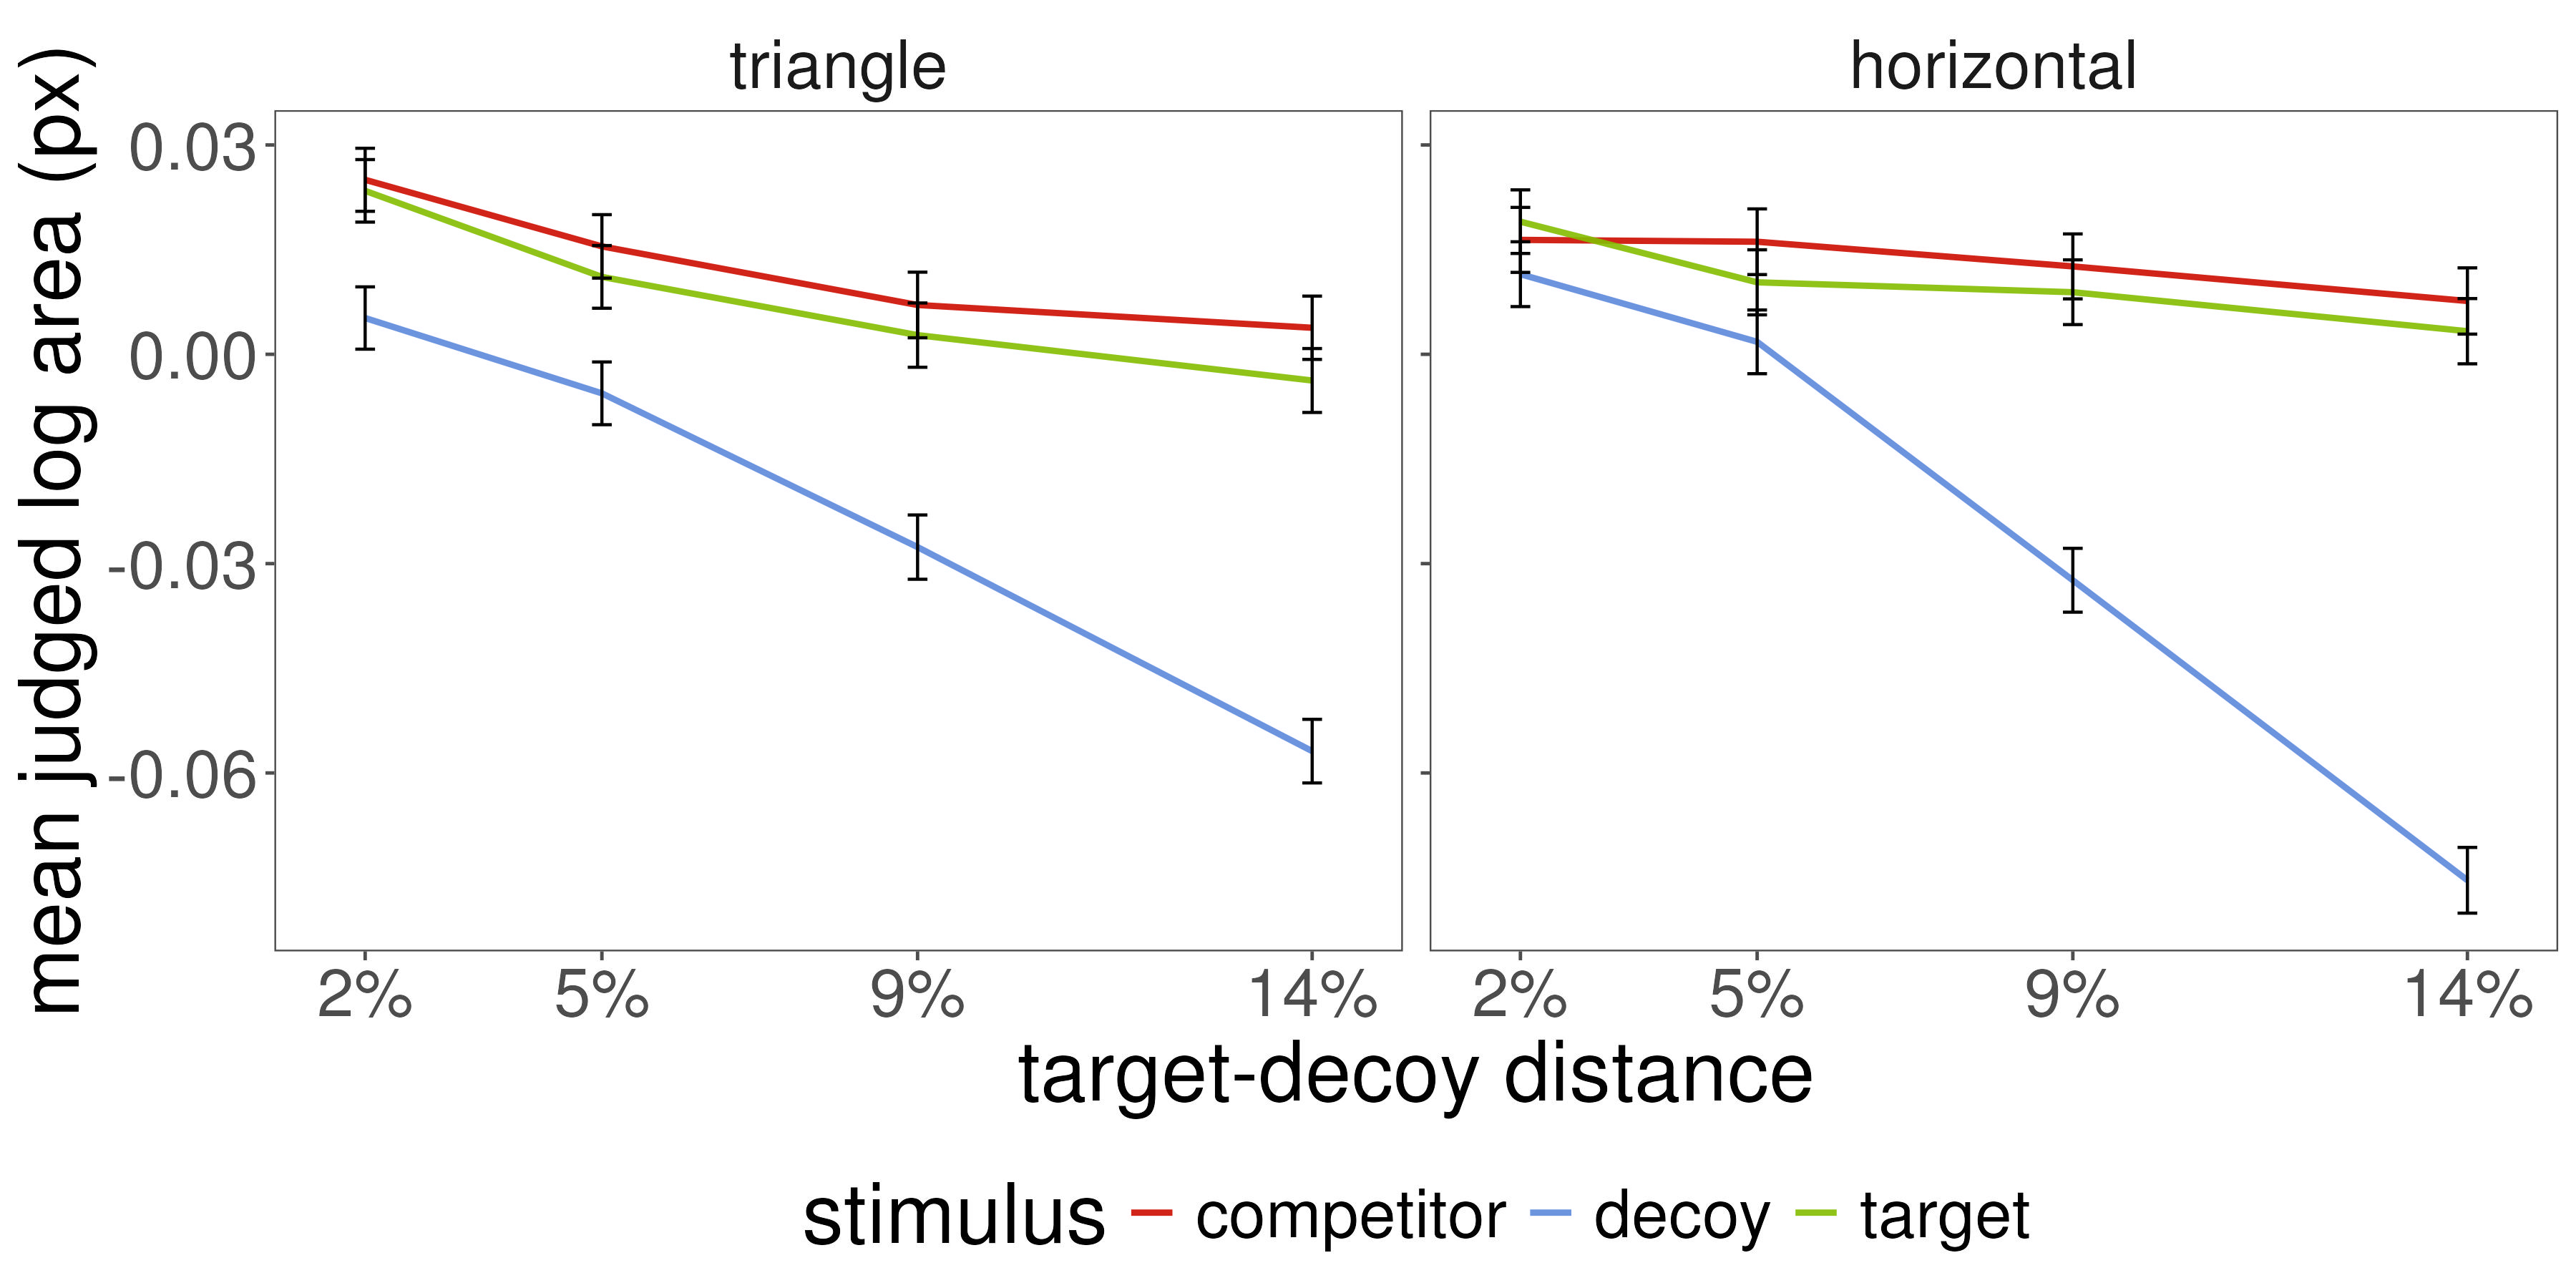 triangle
horizontal
mean judged log area (px)
0.03
0.00
-0.03
-0.06
2% 5% 9% 14%
2% 5% 9% 14%
target-decoy distance
stimulus competitor decoy target